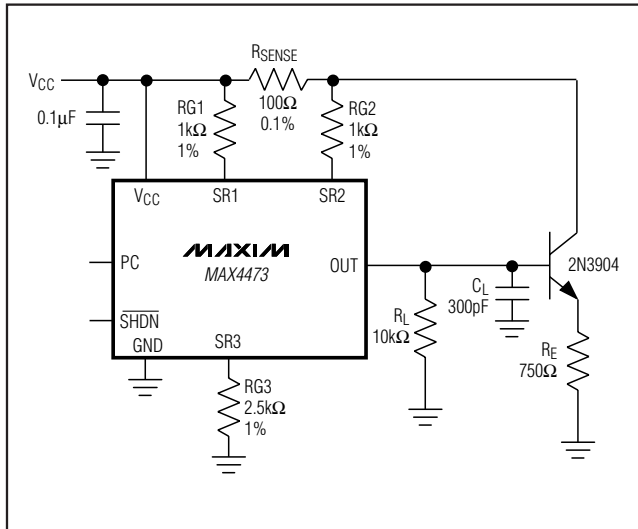 RSENSE
VCC
100Ω
0.1%
0.1µF
RG1
1kΩ
1%
RG2
1kΩ
1%
VCC
SR1
SR2
MAXIM
MAX4473
PC
OUT
SHDN
GND
SR3
2N3904
CL
300pF
RL
10kΩ
RE
750Ω
RG3
2.5kΩ
1%